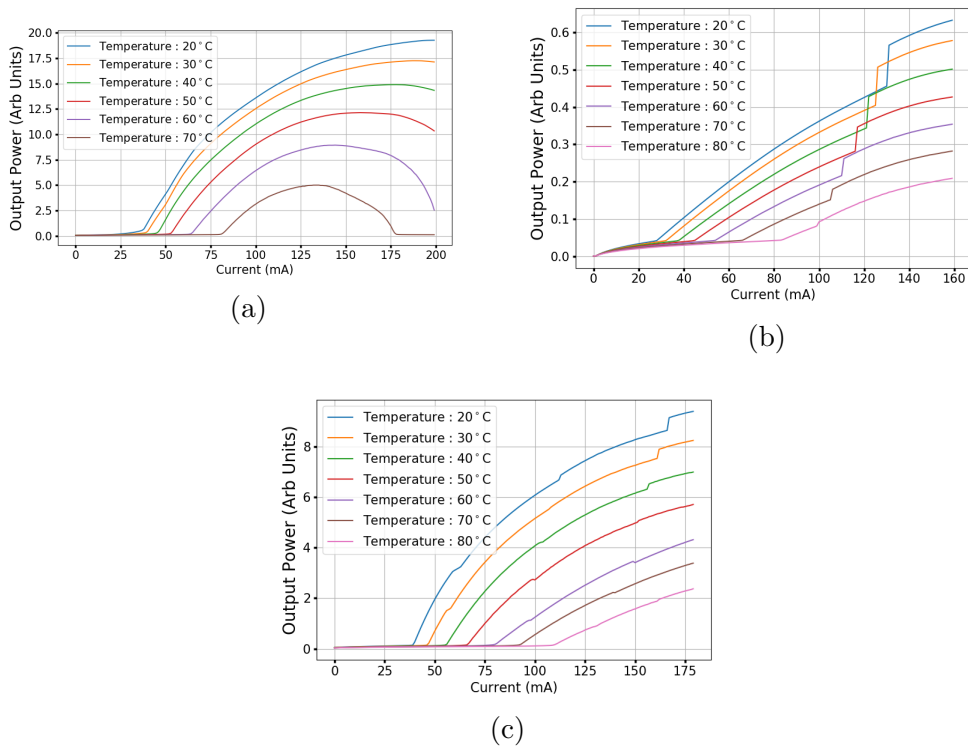 20.0
17.5
15.0
12.5
10.0
7.5
5.0
2.5
0.0
Output Power (Arb Units)
Temperature : 20°C
Temperature : 30°C
Temperature : 40°C
Temperature : 50°C
Temperature : 60°C
Temperature : 70°C
0 25 50 75 100 125 150 175 200
Current (mA)
(a)
0.6
0.5
0.4
0.3
0.2
0.1
0.0
Output Power (Arb Units)
Temperature : 20°C
Temperature : 30°C
Temperature : 40°C
Temperature : 50°C
Temperature : 60°C
Temperature : 70°C
Temperature : 80°C
0 20 40 60 80 100 120 140 160
Current (mA)
(b)
8
6
4
2
0
Output Power (Arb Units)
Temperature : 20°C
Temperature : 30°C
Temperature : 40°C
Temperature : 50°C
Temperature : 60°C
Temperature : 70°C
Temperature : 80°C
0 25 50 75 100 125 150 175
Current (mA)
(c)